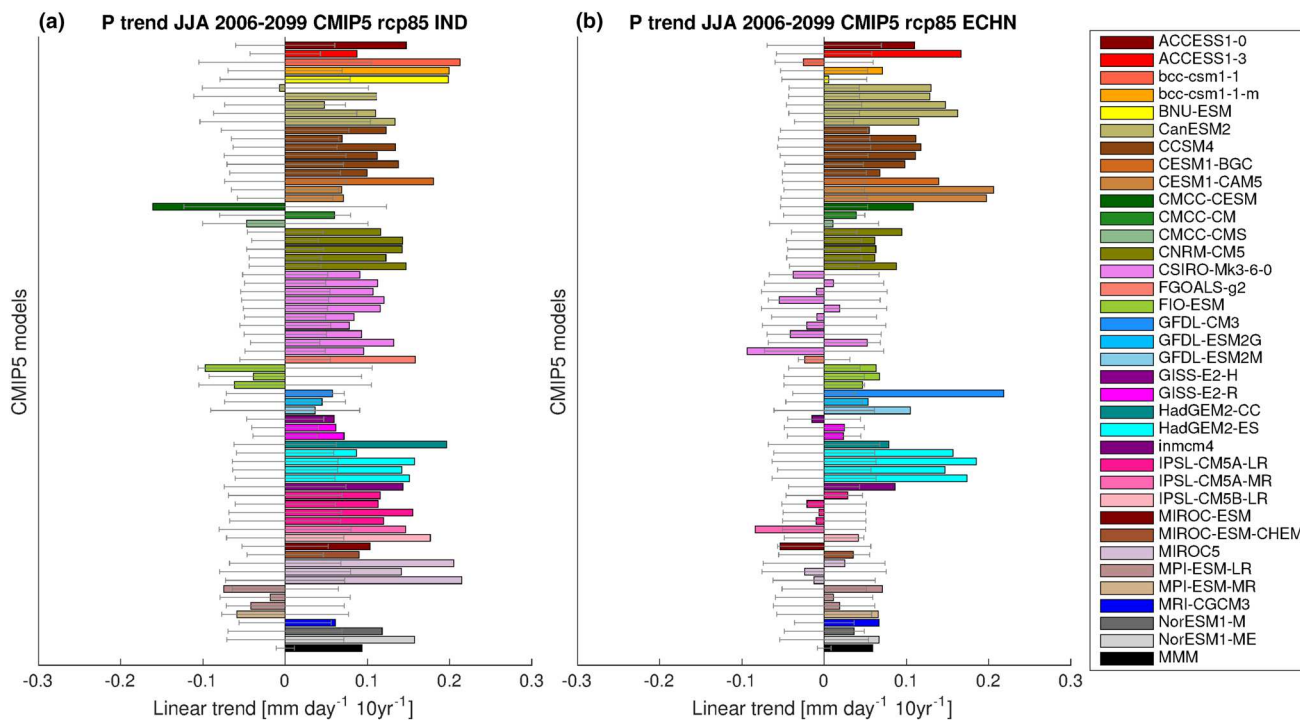 (a) P trend JJA 2006-2099 CMIP5 rcp85 IND
CMIP5 models
-0.3 -0.2 -0.1 0 0.1 0.2 0.3
Linear trend [mm day⁻¹ 10yr⁻¹]
(b) P trend JJA 2006-2099 CMIP5 rcp85 ECHN
CMIP5 models
-0.3 -0.2 -0.1 0 0.1 0.2 0.3
Linear trend [mm day⁻¹ 10yr⁻¹]
ACCESS1-0
ACCESS1-3
bcc-csm1-1
bcc-csm1-1-m
BNU-ESM
CanESM2
CCSM4
CESM1-BGC
CESM1-CAM5
CMCC-CESM
CMCC-CM
CMCC-CMS
CNRM-CM5
CSIRO-Mk3-6-0
FGOALS-g2
FIO-ESM
GFDL-CM3
GFDL-ESM2G
GFDL-ESM2M
GISS-E2-H
GISS-E2-R
HadGEM2-CC
HadGEM2-ES
inmcm4
IPSL-CM5A-LR
IPSL-CM5A-MR
IPSL-CM5B-LR
MIROC-ESM
MIROC-ESM-CHEM
MIROC5
MPI-ESM-LR
MPI-ESM-MR
MRI-CGCM3
NorESM1-M
NorESM1-ME
MMM